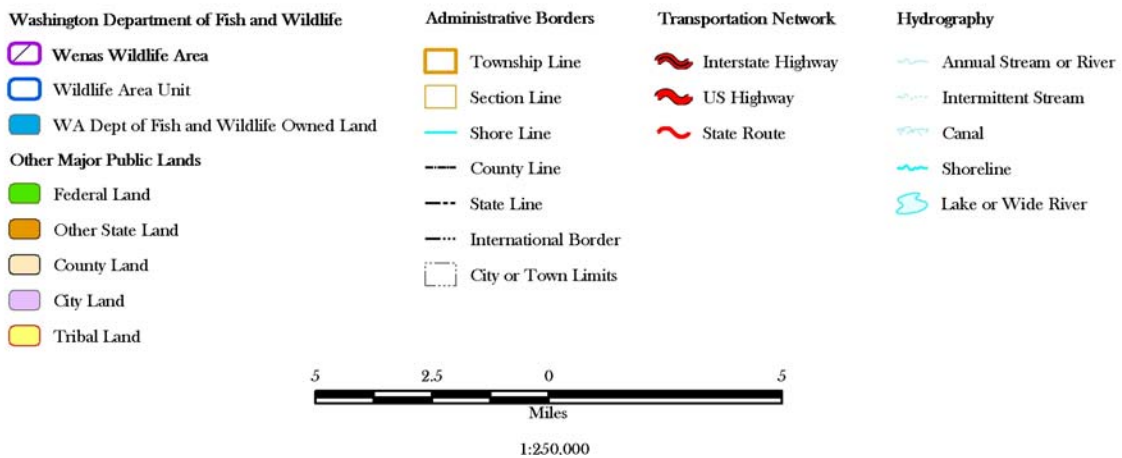 Washington Department of Fish and Wildlife
Wenas Wildlife Area
Wildlife Area Unit
WA Dept of Fish and Wildlife Owned Land
Other Major Public Lands
Federal Land
Other State Land
County Land
City Land
Tribal Land
Administrative Borders
Township Line
Section Line
Shore Line
County Line
State Line
International Border
City or Town Limits
Transportation Network
Interstate Highway
US Highway
State Route
Hydrography
Annual Stream or River
Intermittent Stream
Canal
Shoreline
Lake or Wide River
5 2.5 0 5
Miles
1:250,000